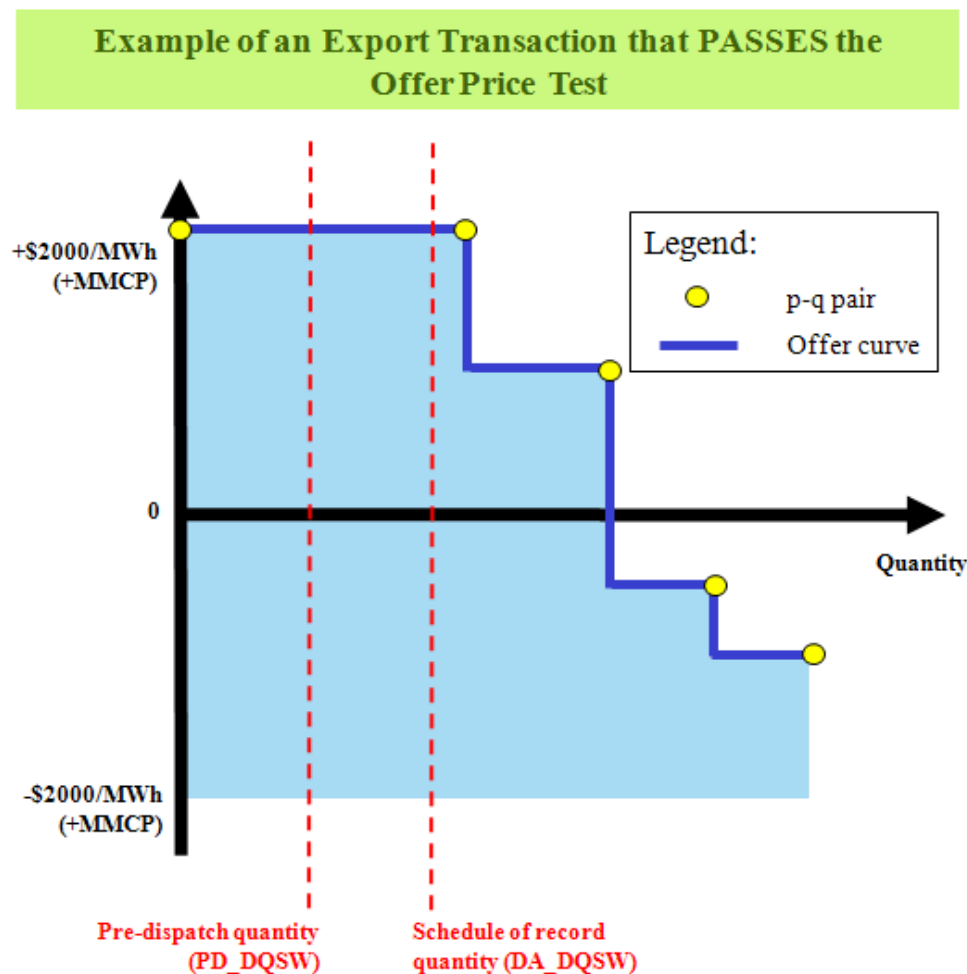 Example of an Export Transaction that PASSES the
Offer Price Test
+$2000/MWh
(+MMCP)
Legend:
p-q pair
Offer curve
0
Quantity
-$2000/MWh
(+MMCP)
Pre-dispatch quantity
(PD_DQSW)
Schedule of record
quantity (DA_DQSW)